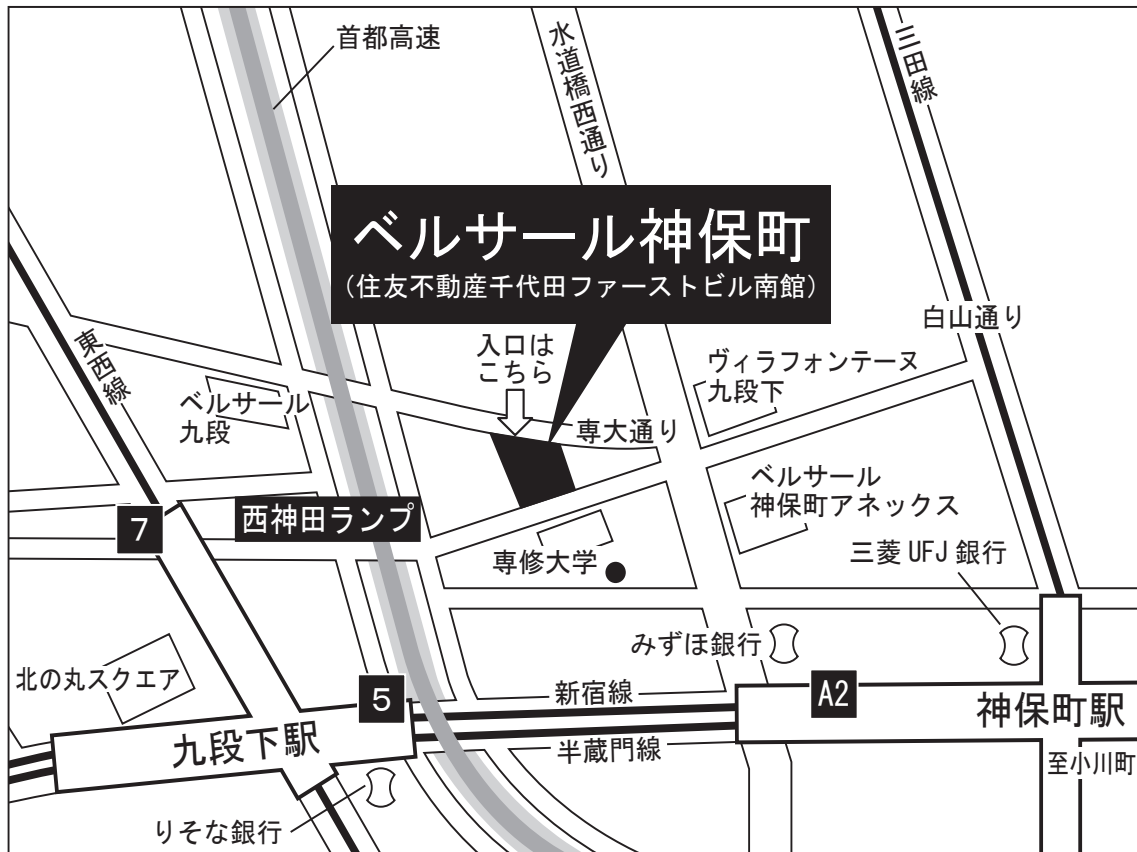 首都高速
水道橋西通り
三田線
ベルサール神保町
(住友不動産千代田ファーストビル南館)
白山通り
東西線
入口は
こちら
ヴィラフォンテーヌ
九段下
ベルサール
九段
専大通り
ベルサール
神保町アネックス
7
西神田ランプ
三菱UFJ銀行
専修大学
みずほ銀行
北の丸スクエア
5
新宿線
A2
神保町駅
九段下駅
半蔵門線
至小川町
りそな銀行